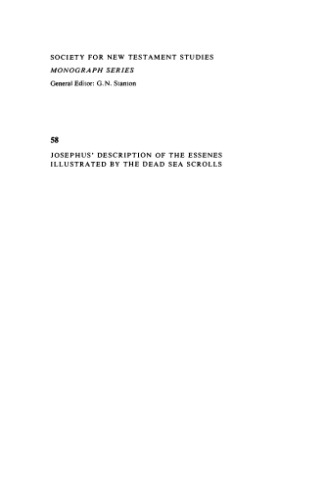 SOCIETY FOR NEW TESTAMENT STUDIES
MONOGRAPH SERIES
General Editor: G.N. Stanton
58
JOSEPHUS' DESCRIPTION OF THE ESSENES
ILLUSTRATED BY THE DEAD SEA SCROLLS